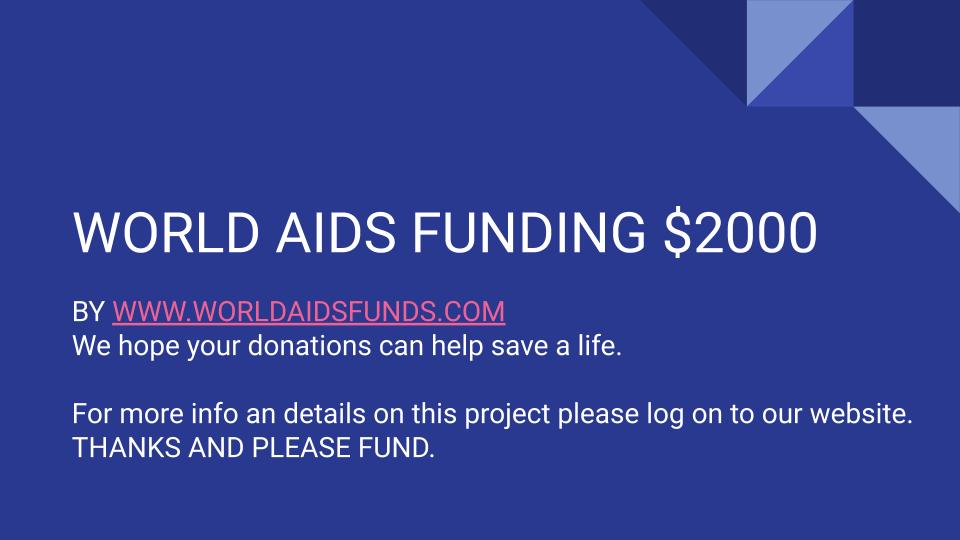 WORLD AIDS FUNDING $2000
BY WWW.WORLDAIDSFUNDS.COM
We hope your donations can help save a life.
For more info an details on this project please log on to our website.
THANKS AND PLEASE FUND.